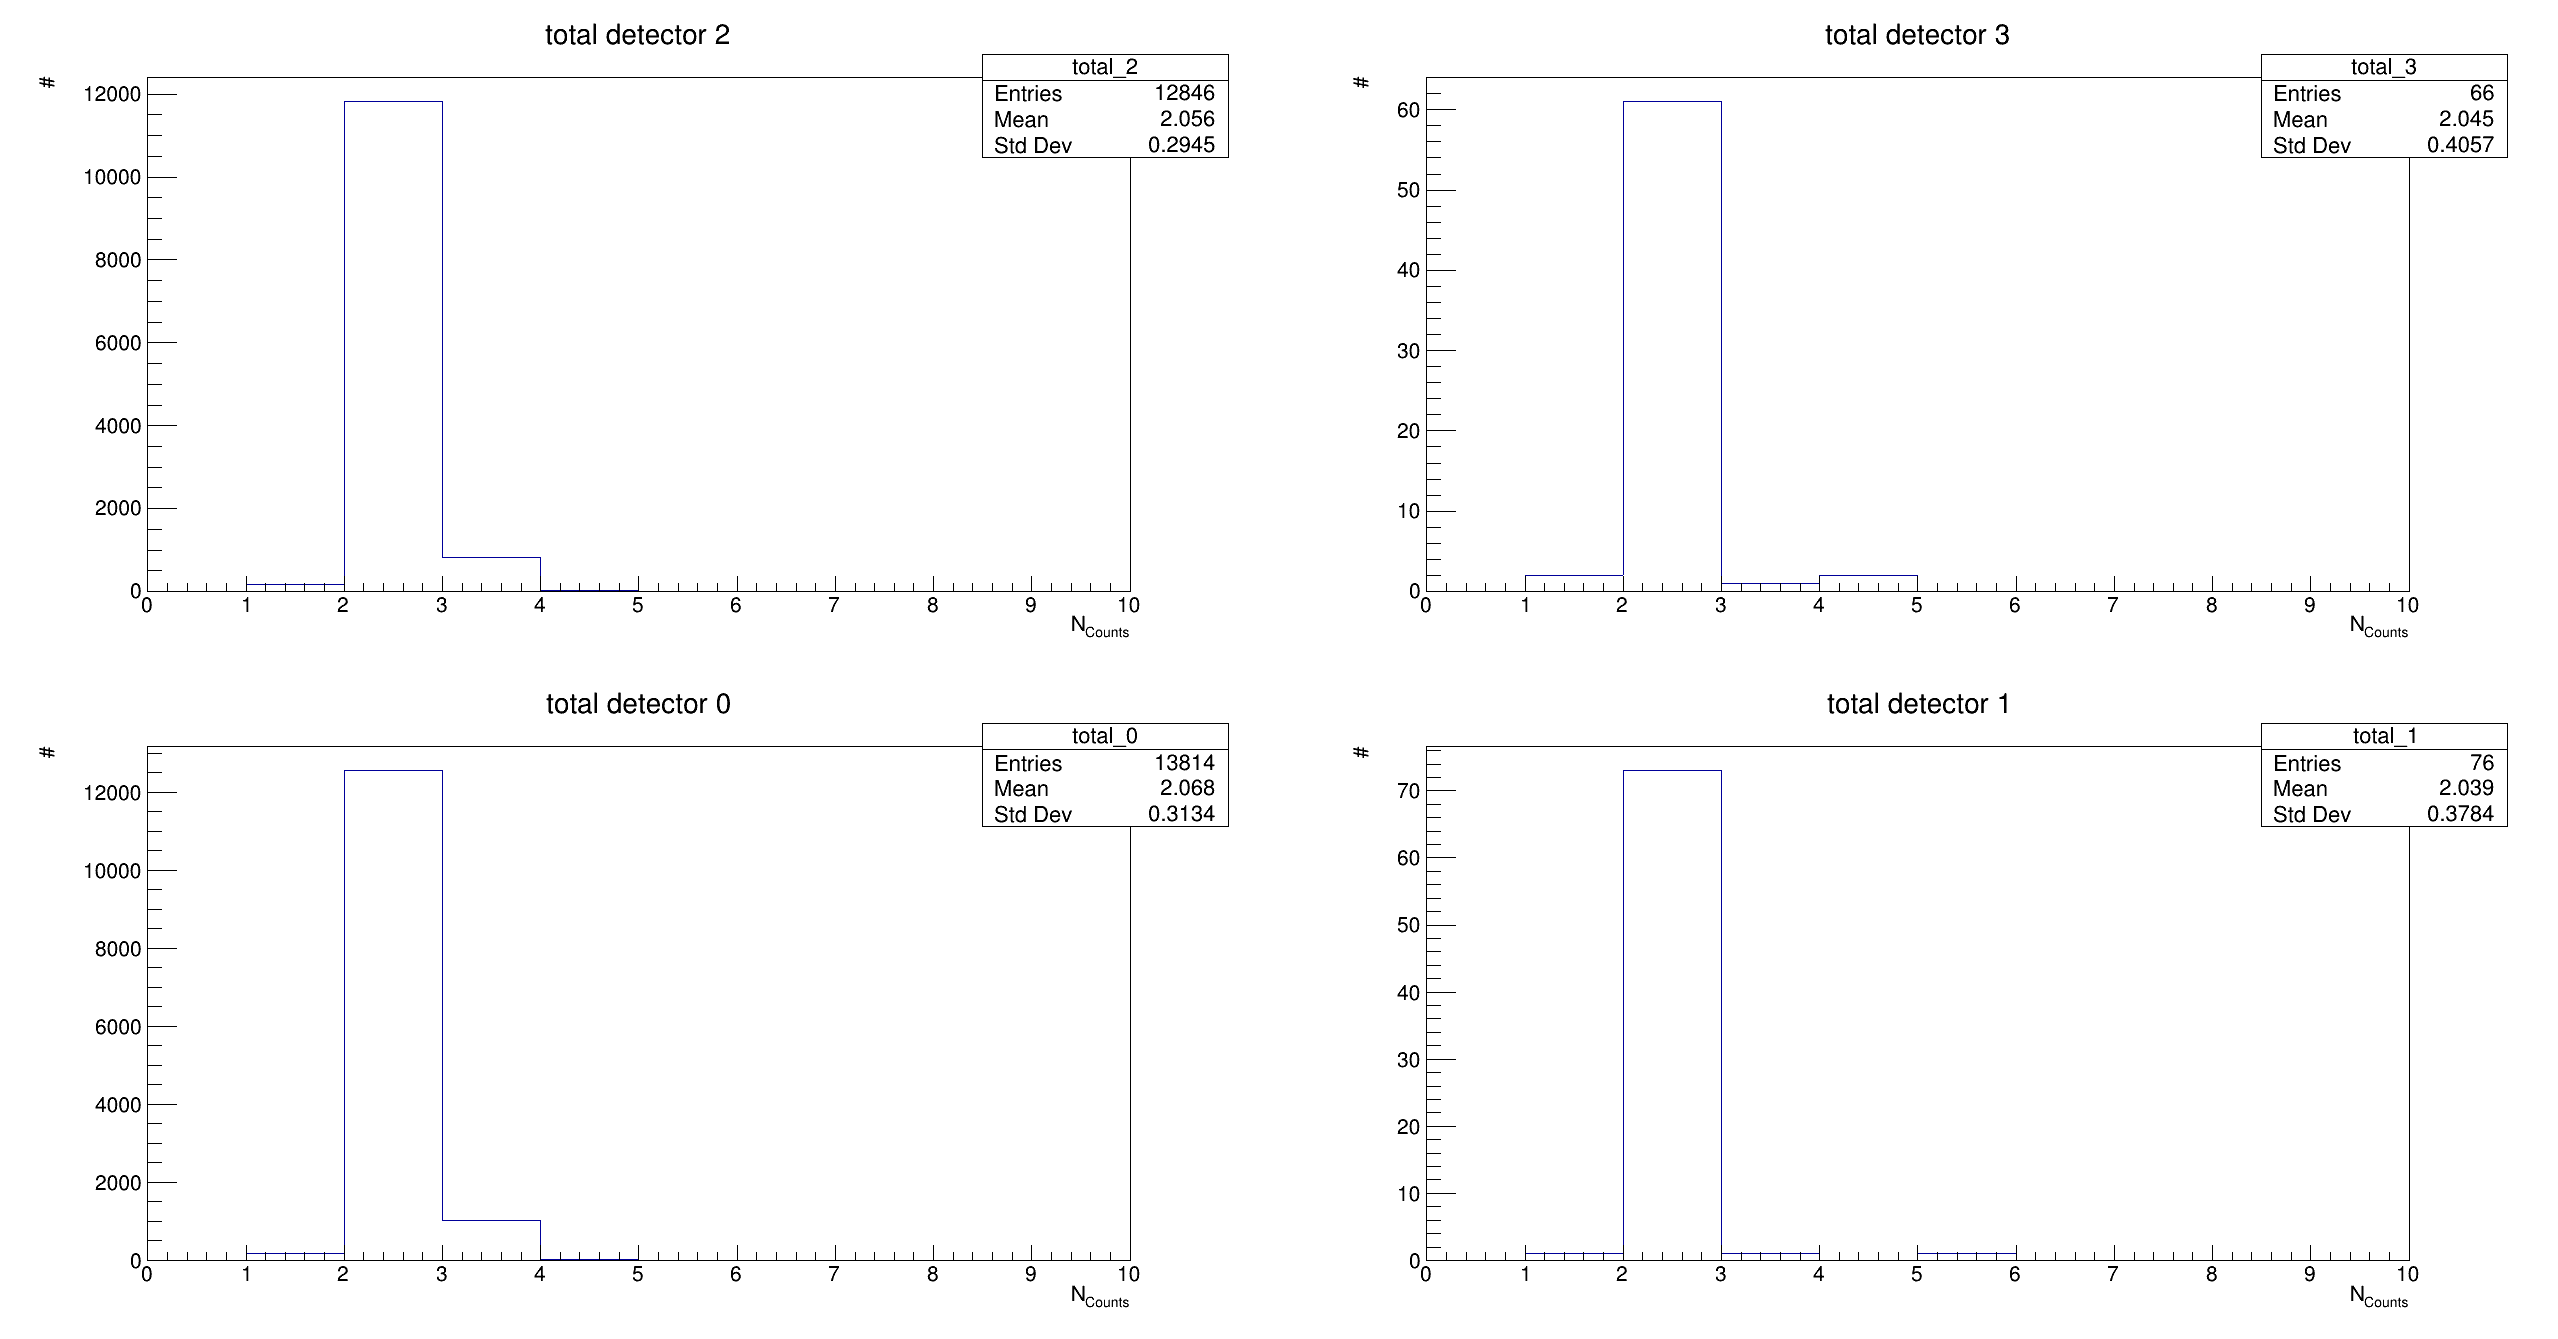 total detector 2
#
total_2
Entries 12846
Mean 2.056
Std Dev 0.2945
12000
10000
8000
6000
4000
2000
0
0 1 2 3 4 5 6 7 8 9 10
N_Counts
total detector 3
#
total_3
Entries 66
Mean 2.045
Std Dev 0.4057
60
50
40
30
20
10
0
0 1 2 3 4 5 6 7 8 9 10
N_Counts
total detector 0
#
total_0
Entries 13814
Mean 2.068
Std Dev 0.3134
12000
10000
8000
6000
4000
2000
0
0 1 2 3 4 5 6 7 8 9 10
N_Counts
total detector 1
#
total_1
Entries 76
Mean 2.039
Std Dev 0.3784
70
60
50
40
30
20
10
0
0 1 2 3 4 5 6 7 8 9 10
N_Counts